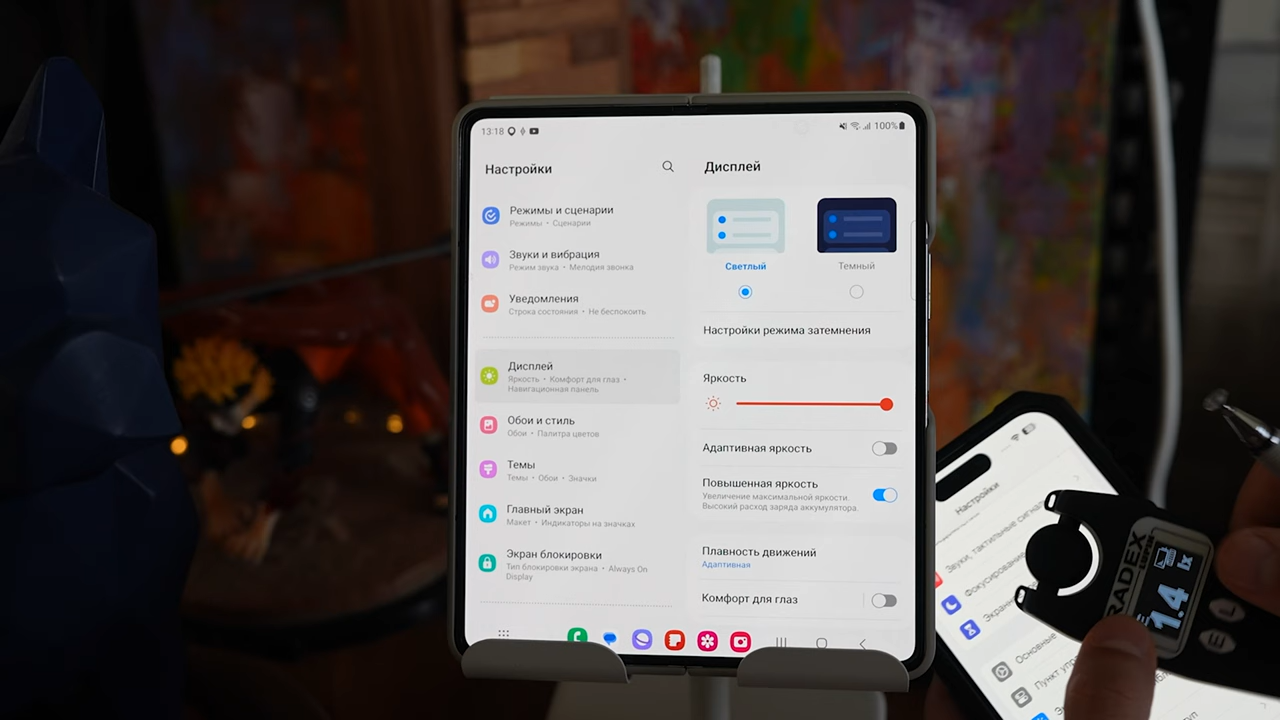 13:18
100%
Настройки
Режимы и сценарии
Режимы • Сценарии
Звуки и вибрация
Режим звука • Мелодия звонка
Уведомления
Строка состояния • Не беспокоить
Дисплей
Яркость • Комфорт для глаз •
Навигационная панель
Обои и стиль
Обои • Палитра цветов
Темы
Темы • Обои • Значки
Главный экран
Макет • Индикаторы на значках
Экран блокировки
Тип блокировки экрана • Always On
Display
Дисплей
Светлый
Темный
Настройки режима затемнения
Яркость
Адаптивная яркость
Повышенная яркость
Увеличение максимальной яркости.
Высокий расход заряда аккумулятора.
Плавность движений
Адаптивная
Комфорт для глаз
Настройки
Звуки, тактильные
Основные
Пункт
RADEX
1.4
lx
E
L